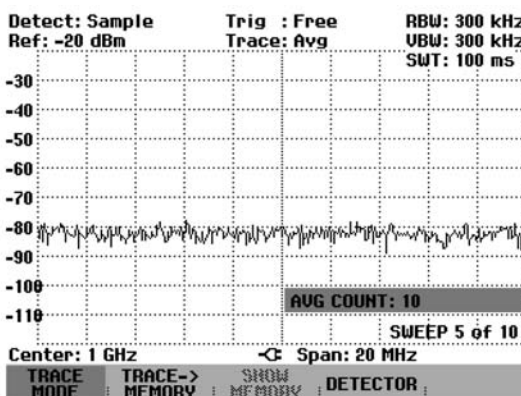 Detect: Sample Trig : Free RBW: 300 kHz
Ref: -20 dBm Trace: Avg VBW: 300 kHz
SWT: 100 ms
-30
-40
-50
-60
-70
-80
-90
-100
AVG COUNT: 10
-110
SWEEP 5 of 10
Center: 1 GHz Span: 20 MHz
TRACE MODE TRACE-> MEMORY SHOW MEMORY DETECTOR